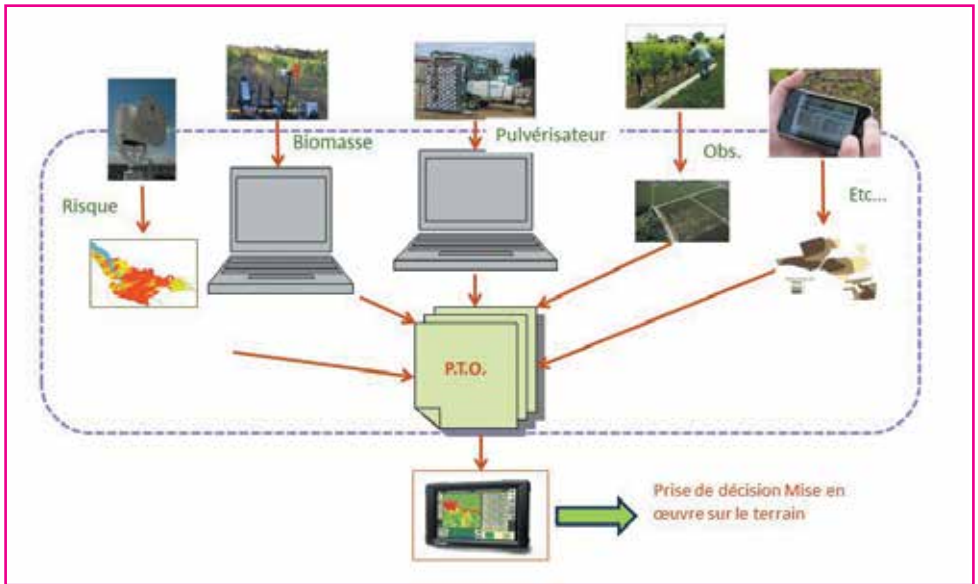 Biomasse
Pulvérisateur
Obs.
Risque
Etc...
P.T.O.
Prise de décision Mise en
œuvre sur le terrain